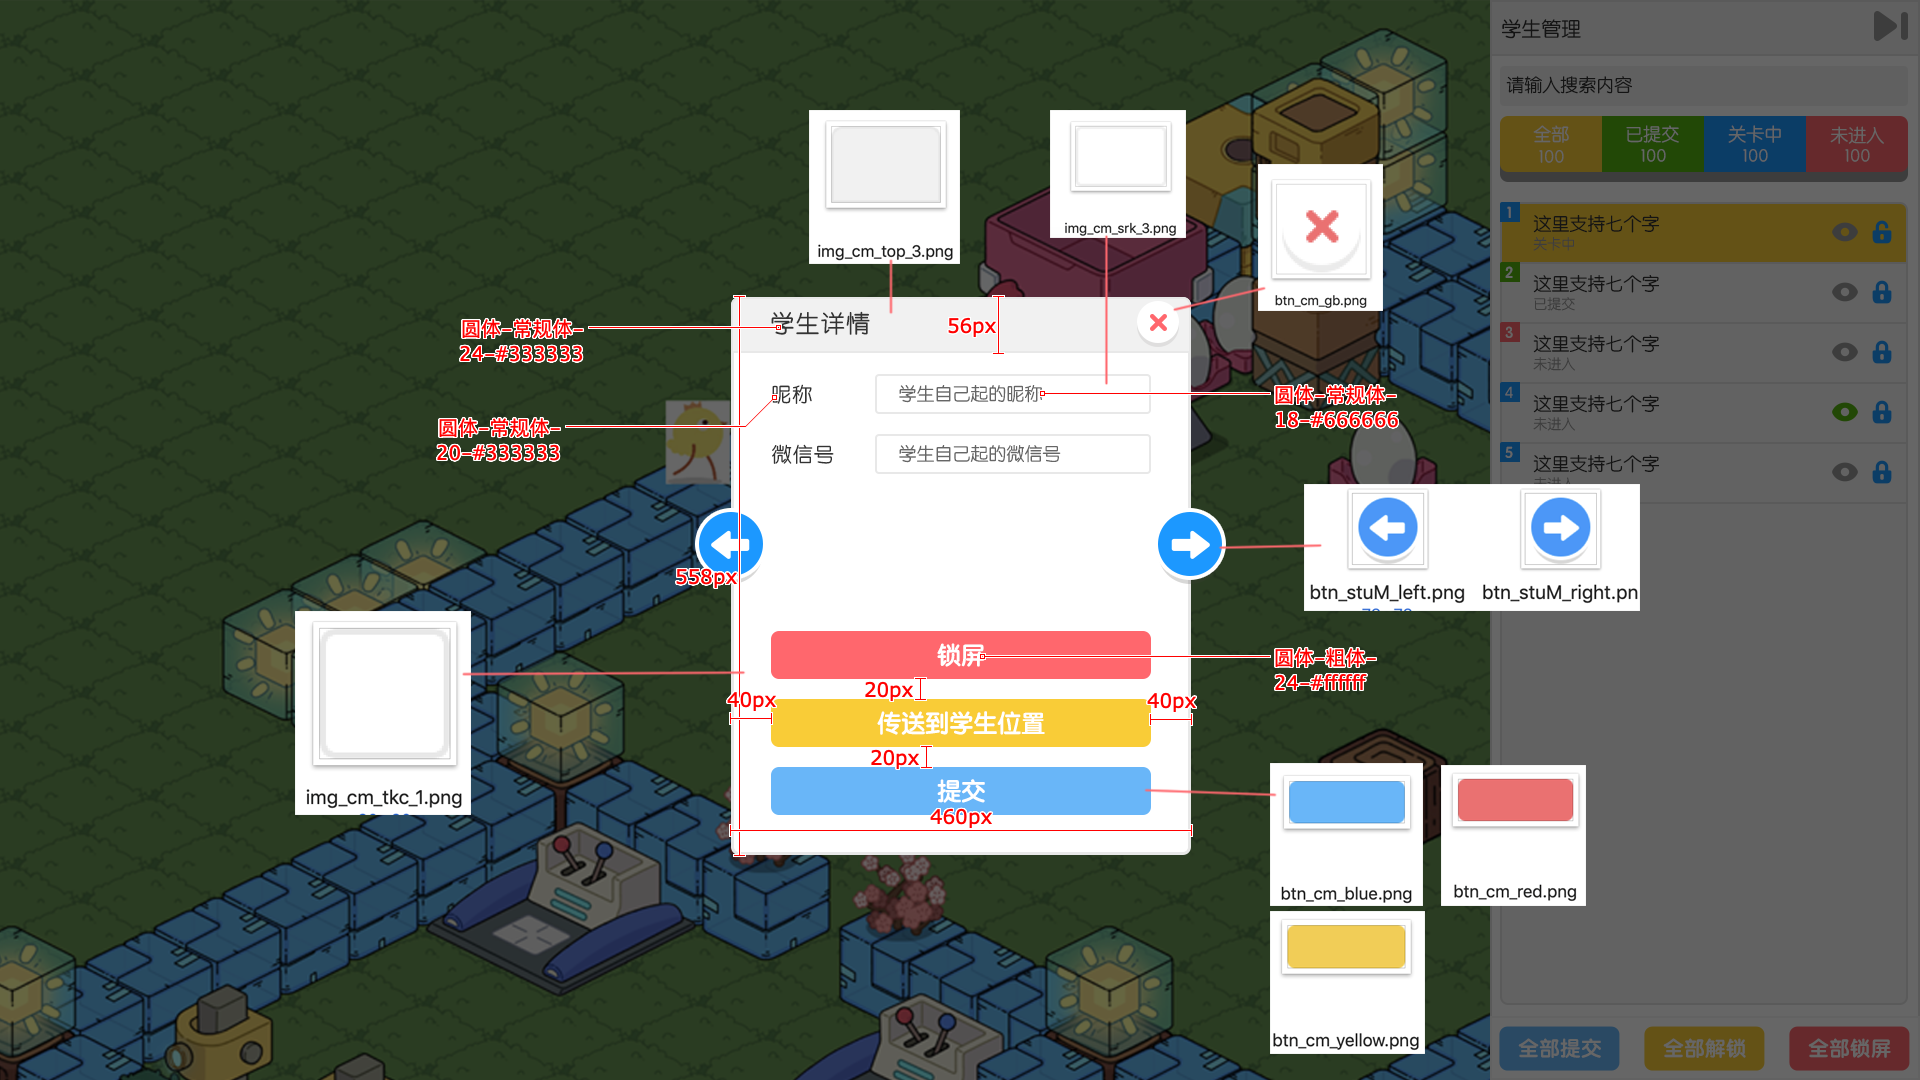 学生管理
请输入搜索内容
全部
100
已提交
100
关卡中
100
未进入
100
1
这里支持七个字
关卡中
2
这里支持七个字
已提交
3
这里支持七个字
未进入
4
这里支持七个字
未进入
5
这里支持七个字
全部提交
全部解锁
全部锁屏
img_cm_top_3.png
img_cm_srk_3.png
btn_cm_gb.png
学生详情
56px
圆体-常规体-
24-#333333
昵称
学生自己起的昵称
圆体-常规体-
18-#666666
圆体-常规体-
20-#333333
微信号
学生自己起的微信号
558px
btn_stuM_left.png
btn_stuM_right.pn
锁屏
圆体-粗体-
24-#ffffff
20px
40px
40px
传送到学生位置
20px
提交
460px
img_cm_tkc_1.png
btn_cm_blue.png
btn_cm_red.png
btn_cm_yellow.png